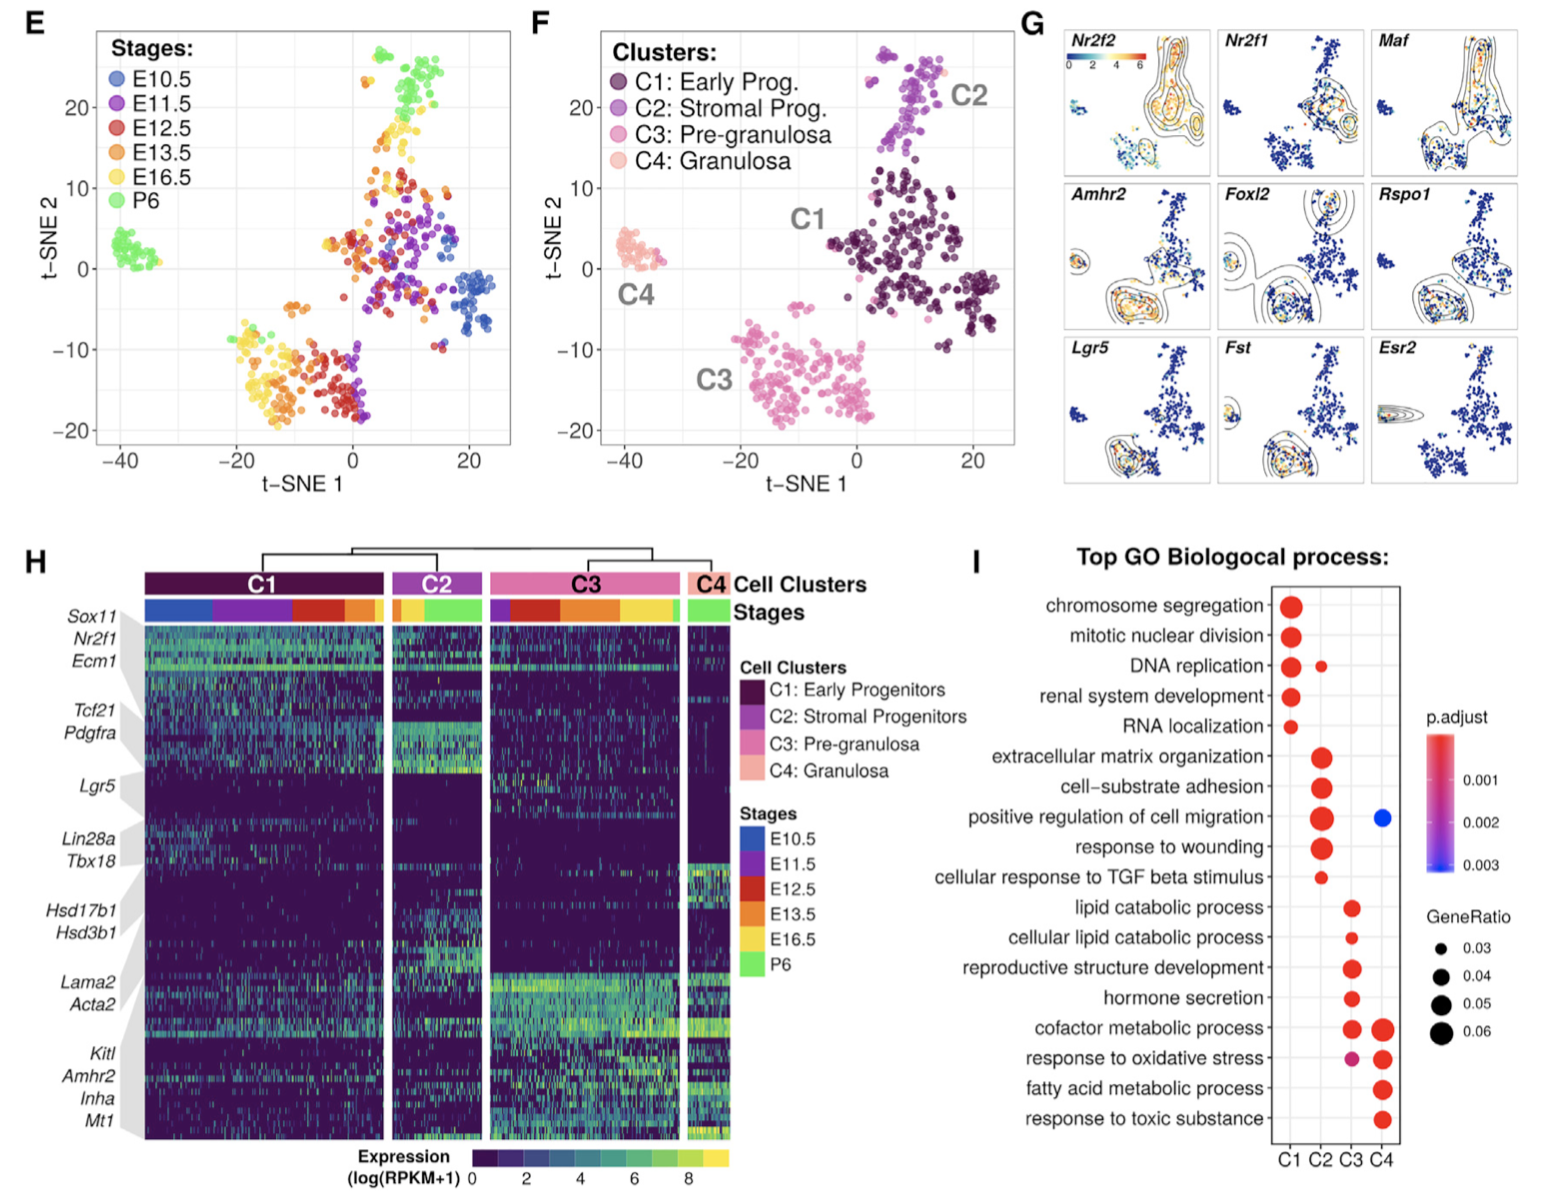 E
Stages:
E10.5
E11.5
E12.5
E13.5
E16.5
P6
t−SNE 2
20
10
0
−10
−20
−40
−20
0
20
t−SNE 1
F
Clusters:
C1: Early Prog.
C2: Stromal Prog.
C3: Pre-granulosa
C4: Granulosa
C2
C1
C4
C3
t−SNE 2
20
10
0
−10
−20
−40
−20
0
20
t−SNE 1
G
Nr2f2
0 2 4 6
Nr2f1
Maf
Amhr2
Foxl2
Rspo1
Lgr5
Fst
Esr2
H
C1
C2
C3
C4
Cell Clusters
Stages
Sox11
Nr2f1
Ecm1
Tcf21
Pdgfra
Lgr5
Lin28a
Tbx18
Hsd17b1
Hsd3b1
Lama2
Acta2
Kitl
Amhr2
Inha
Mt1
Cell Clusters
C1: Early Progenitors
C2: Stromal Progenitors
C3: Pre-granulosa
C4: Granulosa
Stages
E10.5
E11.5
E12.5
E13.5
E16.5
P6
Expression
(log(RPKM+1)
0 2 4 6 8
I
Top GO Biologocal process:
chromosome segregation
mitotic nuclear division
DNA replication
renal system development
RNA localization
extracellular matrix organization
cell−substrate adhesion
positive regulation of cell migration
response to wounding
cellular response to TGF beta stimulus
lipid catabolic process
cellular lipid catabolic process
reproductive structure development
hormone secretion
cofactor metabolic process
response to oxidative stress
fatty acid metabolic process
response to toxic substance
C1 C2 C3 C4
p.adjust
0.001
0.002
0.003
GeneRatio
0.03
0.04
0.05
0.06